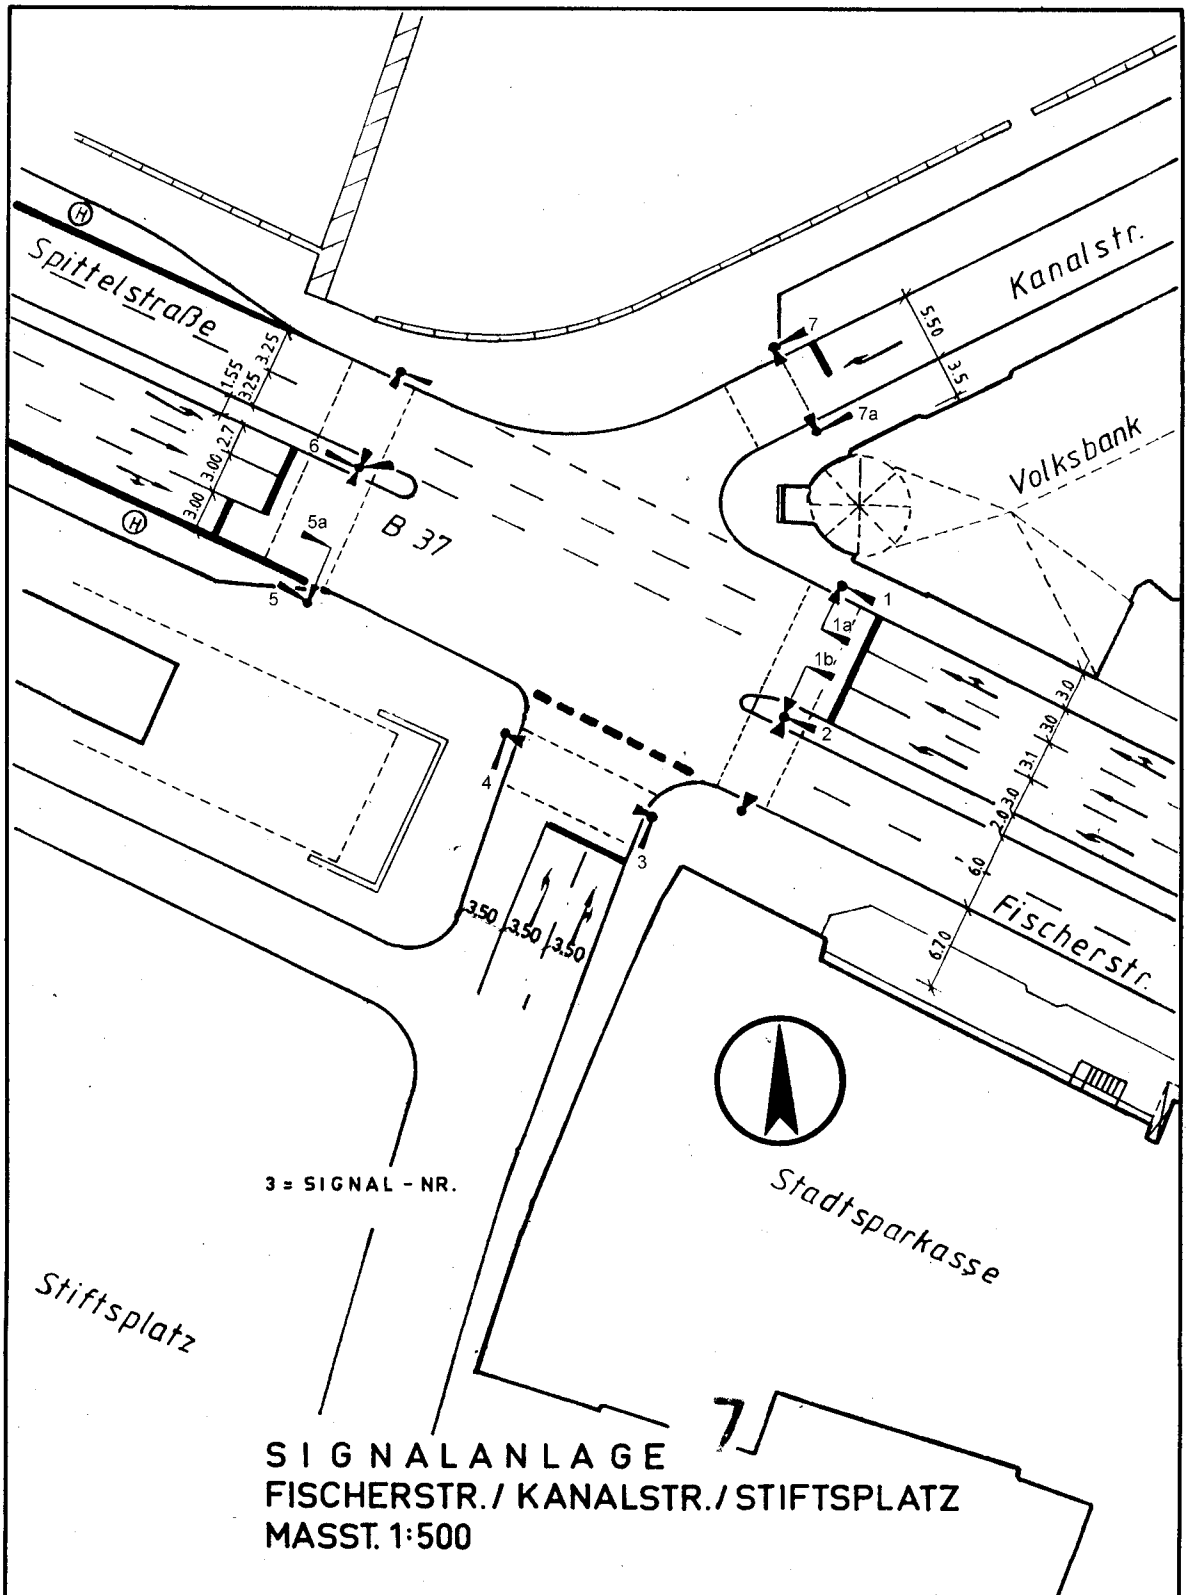 H
Spittelstraße
Kanalstr.
7
5.50
3.5
7a
1.55
3.25
3.25
6
2.7
3.00
3.00
Volksbank
H
5a
B 37
5
1
1a
1b
2
3.0
3.0
3.1
3.0
2.0
6.0
4
3
3.50
3.50
3.50
Fischerstr.
6.70
3 = SIGNAL - NR.
Stadtsparkasse
Stiftsplatz
7
SIGNALANLAGE
FISCHERSTR. / KANALSTR. / STIFTSPLATZ
MASST. 1:500